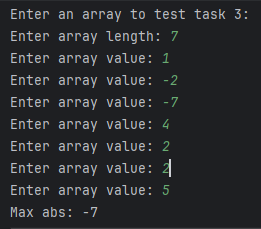 Enter an array to test task 3:
Enter array length: 7
Enter array value: 1
Enter array value: -2
Enter array value: -7
Enter array value: 4
Enter array value: 2
Enter array value: 2
Enter array value: 5
Max abs: -7